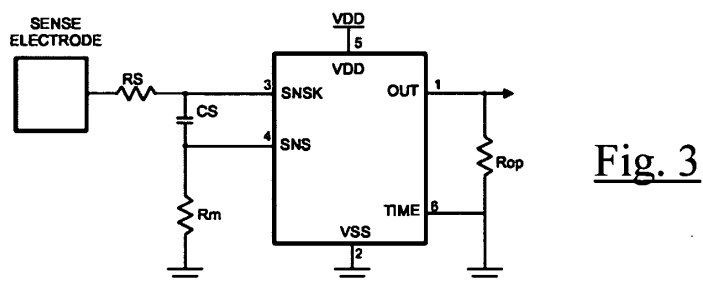 SENSE
ELECTRODE
VDD
5
VDD
RS
3
SNSK
OUT
1
CS
4
SNS
Rop
Fig. 3
Rm
TIME
6
VSS
2